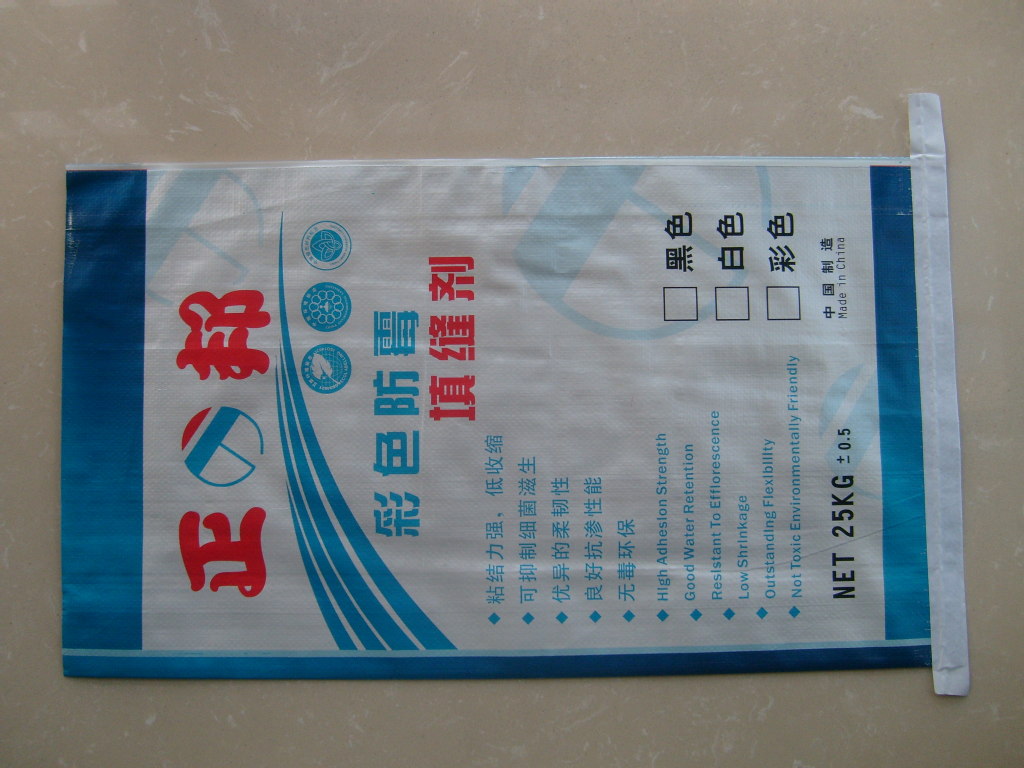 正邦
彩色防霉
填缝剂
粘结力强，低收缩
可抑制细菌滋生
优异的柔韧性
良好抗渗性能
无毒环保
High Adhesion Strength
Good Water Retention
Resistant To Efflorescence
Low Shrinkage
Outstanding Flexibility
Not Toxic Environmentally Friendly
黑色
白色
彩色
NET 25KG ±0.5
中国制造
Made in China